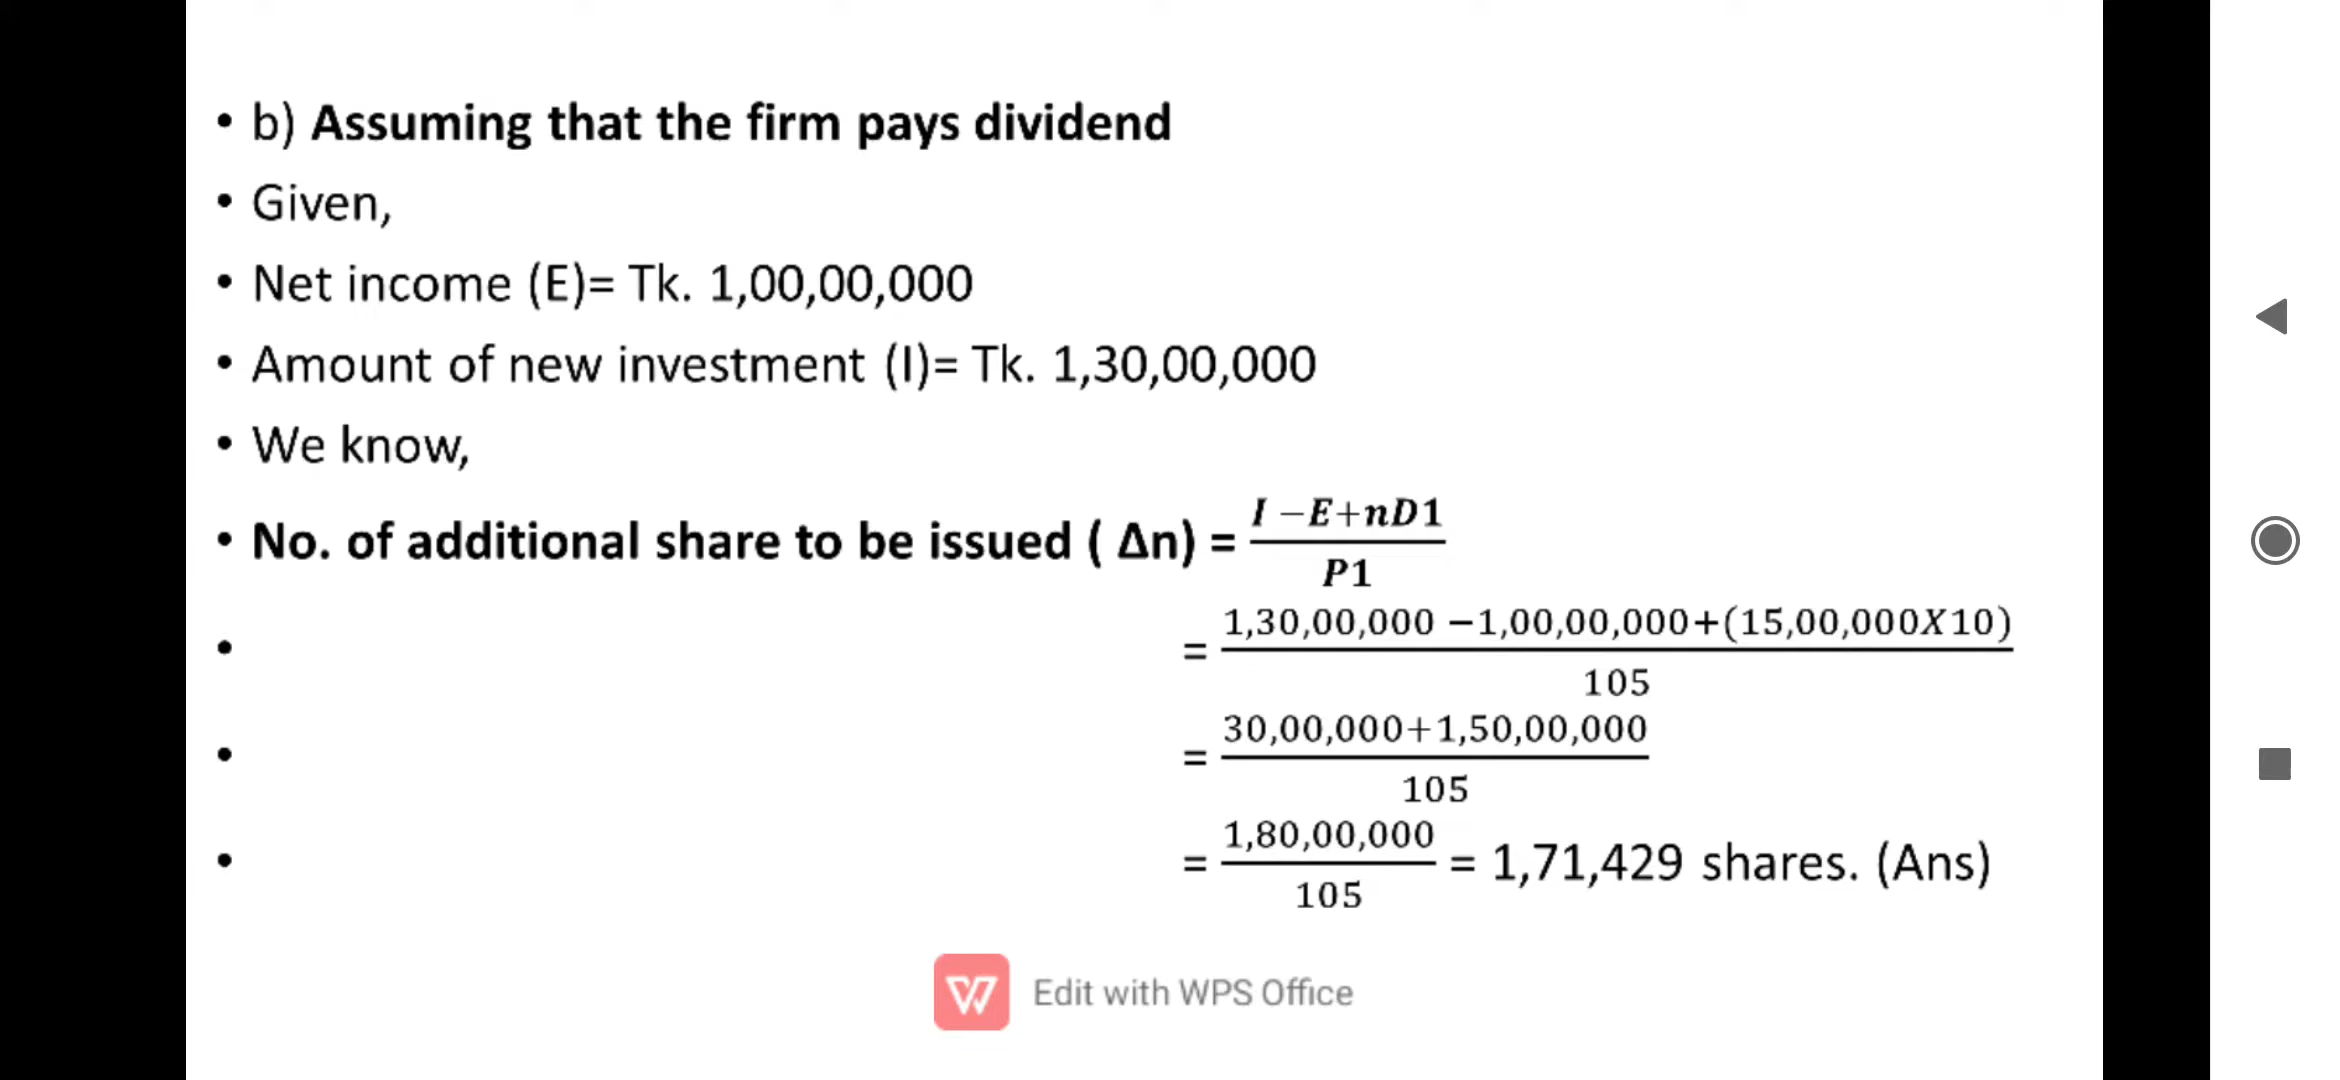 • b) Assuming that the firm pays dividend
• Given,
• Net income (E)= Tk. 1,00,00,000
• Amount of new investment (I)= Tk. 1,30,00,000
• We know,
• No. of additional share to be issued ( Δn) = I −E+nD1 / P1
• = 1,30,00,000 −1,00,00,000+(15,00,000X10) / 105
• = 30,00,000+1,50,00,000 / 105
• = 1,80,00,000 / 105 = 1,71,429 shares. (Ans)
Edit with WPS Office